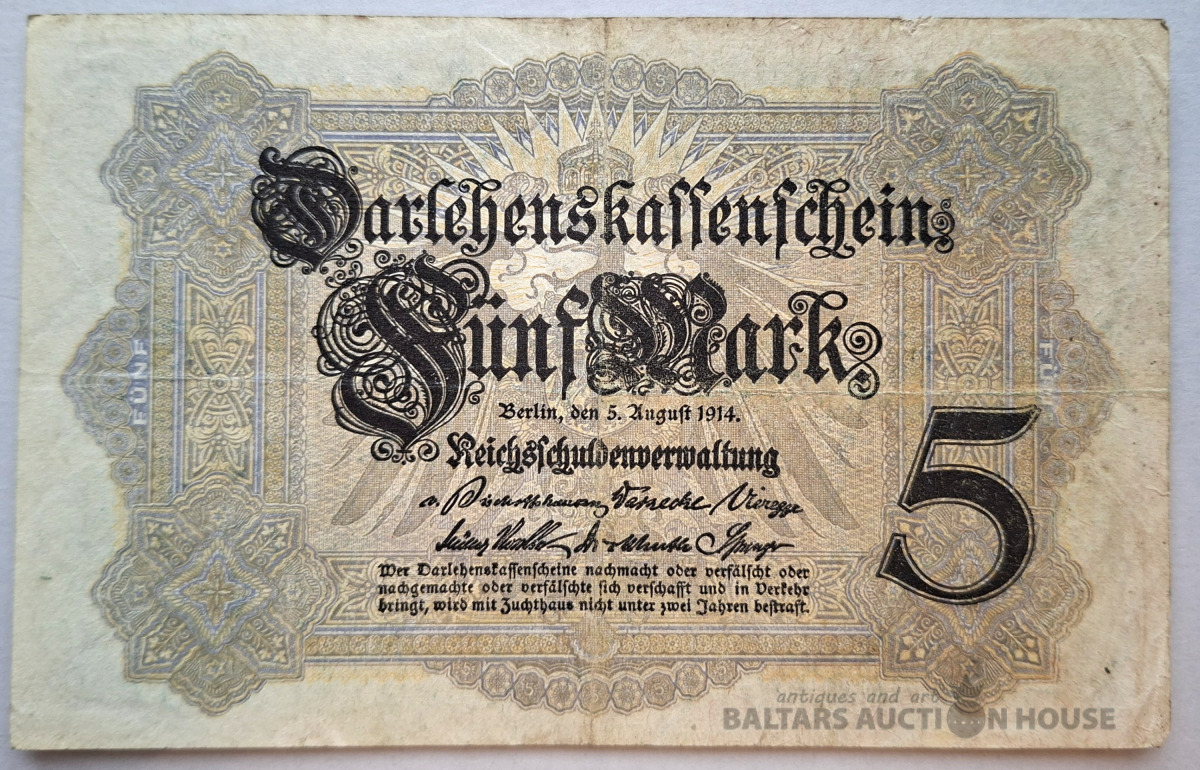 Darlehenskassenschein
Fünf Mark
FÜNF
Berlin, den 5. August 1914.
Reichsschuldenverwaltung
5
Wer Darlehenskassenscheine nachmacht oder verfälscht oder
nachgemachte oder verfälschte sich verschafft und in Verkehr
bringt, wird mit Zuchthaus nicht unter zwei Jahren bestraft.
antiques and art
BALTARS AUCTION HOUSE